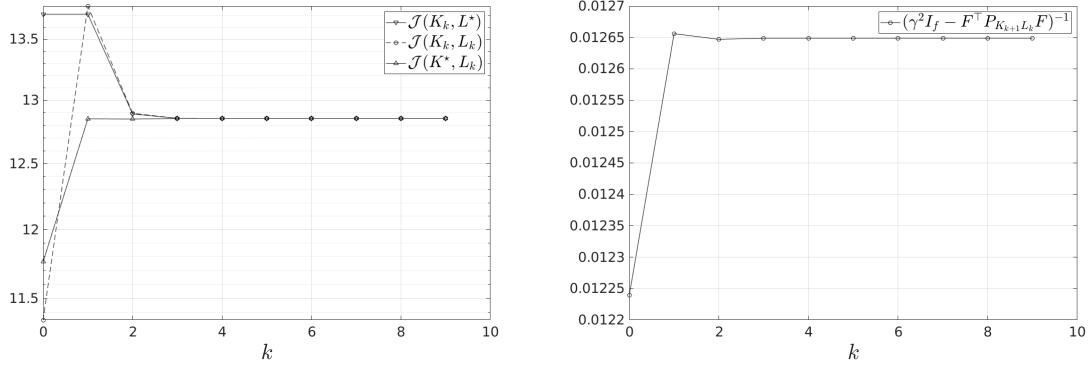 13.5
13
12.5
12
11.5
0 2 4 6 8 10
k
𝒥(K_k, L^⋆)
𝒥(K_k, L_k)
𝒥(K^⋆, L_k)
0.0127
0.01265
0.0126
0.01255
0.0125
0.01245
0.0124
0.01235
0.0123
0.01225
0.0122
0 2 4 6 8 10
k
(γ^2 I_f − F^⊤ P_{K_{k+1} L_k} F)^{−1}